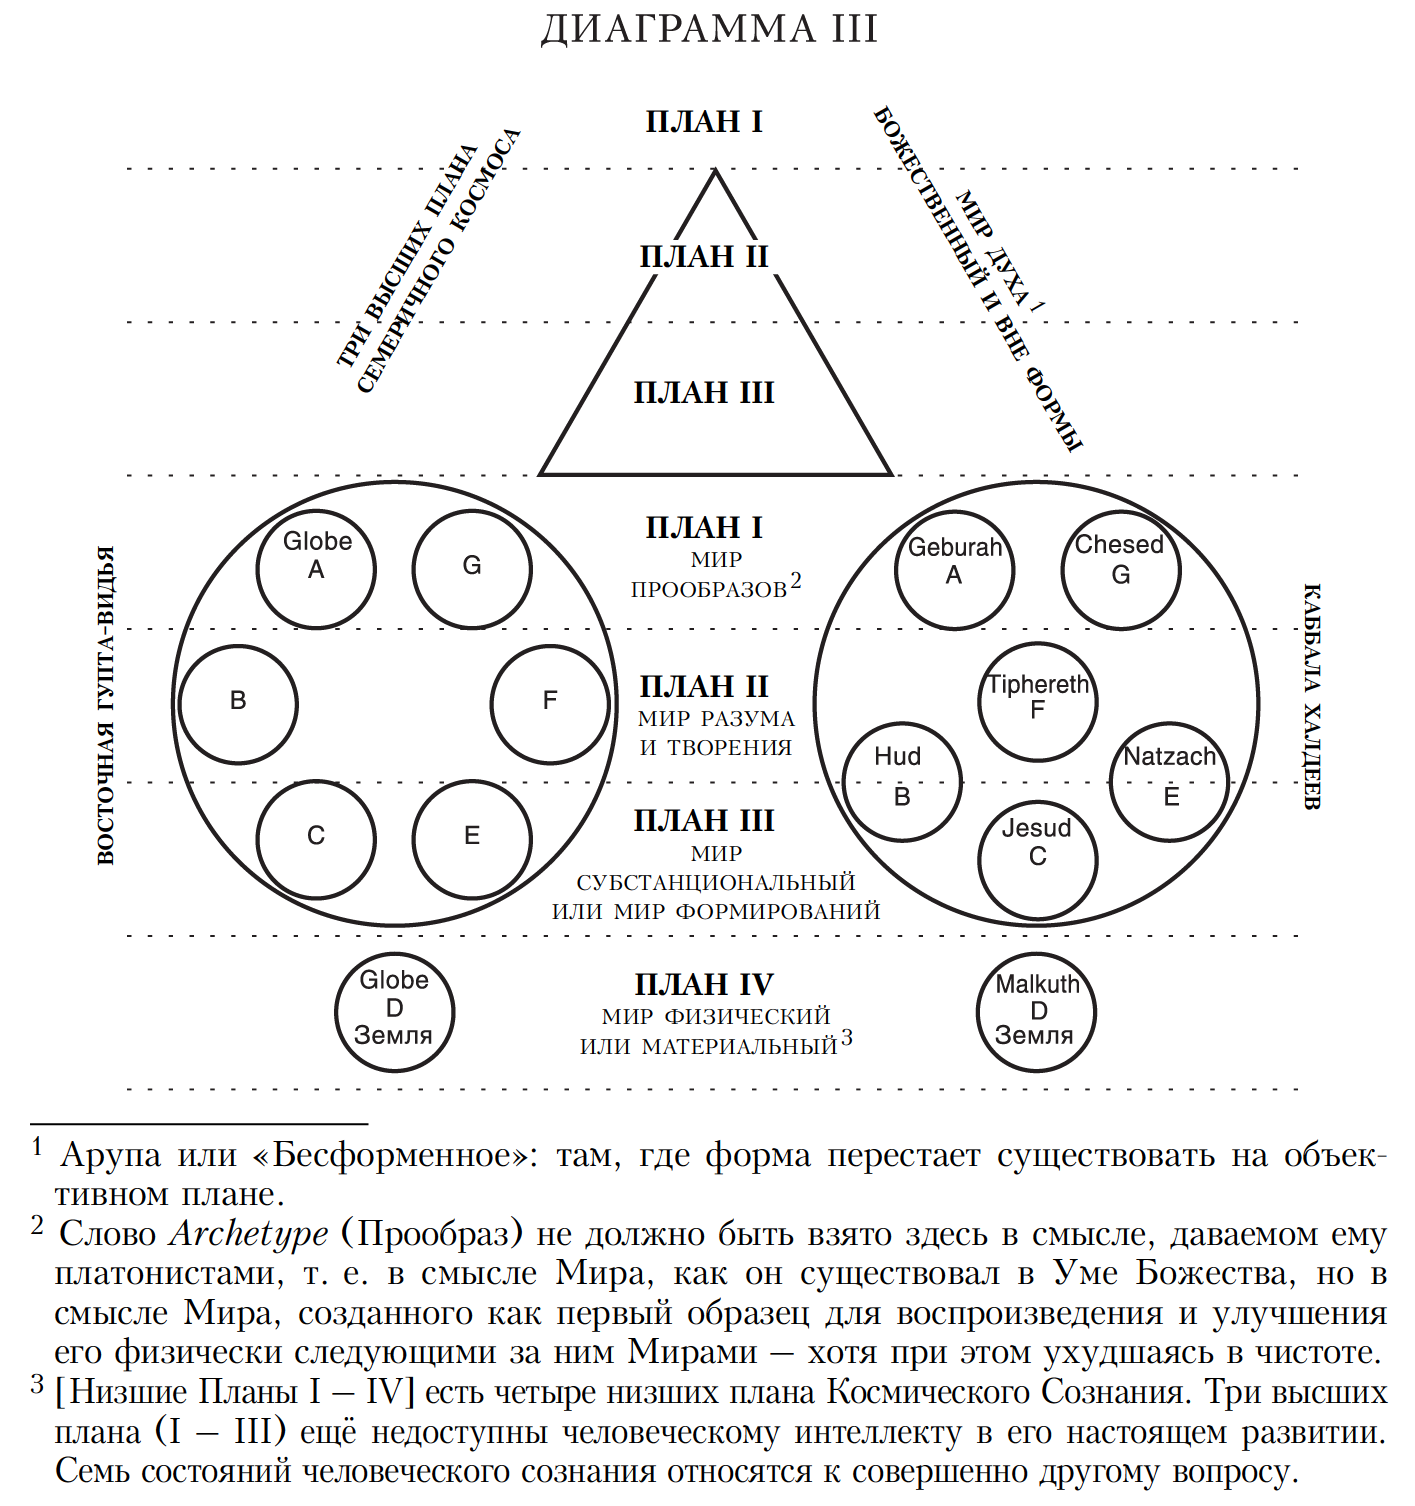 ДИАГРАММА III
ПЛАН I
ТРИ ВЫСШИХ ПЛАНА
СЕМЕРИЧНОГО КОСМОСА
МИР ДУХА1
БОЖЕСТВЕННЫЙ И ВНЕ ФОРМЫ
ПЛАН II
ПЛАН III
ВОСТОЧНАЯ ГУПТА-ВИДЬЯ
Globe
A
G
B
F
C
E
ПЛАН I
МИР
ПРООБРАЗОВ2
ПЛАН II
МИР РАЗУМА
И ТВОРЕНИЯ
ПЛАН III
МИР
СУБСТАНЦИОНАЛЬНЫЙ
ИЛИ МИР ФОРМИРОВАНИЙ
Geburah
A
Chesed
G
Tiphereth
F
Hud
B
Natzach
E
Jesud
C
КАББАЛА ХАЛДЕЕВ
Globe
D
Земля
ПЛАН IV
МИР ФИЗИЧЕСКИЙ
ИЛИ МАТЕРИАЛЬНЫЙ3
Malkuth
D
Земля
1 Арупа или «Бесформенное»: там, где форма перестает существовать на объек-
тивном плане.
2 Слово Archetype (Прообраз) не должно быть взято здесь в смысле, даваемом ему
платонистами, т. е. в смысле Мира, как он существовал в Уме Божества, но в
смысле Мира, созданного как первый образец для воспроизведения и улучшения
его физически следующими за ним Мирами – хотя при этом ухудшаясь в чистоте.
3 [Низшие Планы I – IV] есть четыре низших плана Космического Сознания. Три высших
плана (I – III) ещё недоступны человеческому интеллекту в его настоящем развитии.
Семь состояний человеческого сознания относятся к совершенно другому вопросу.